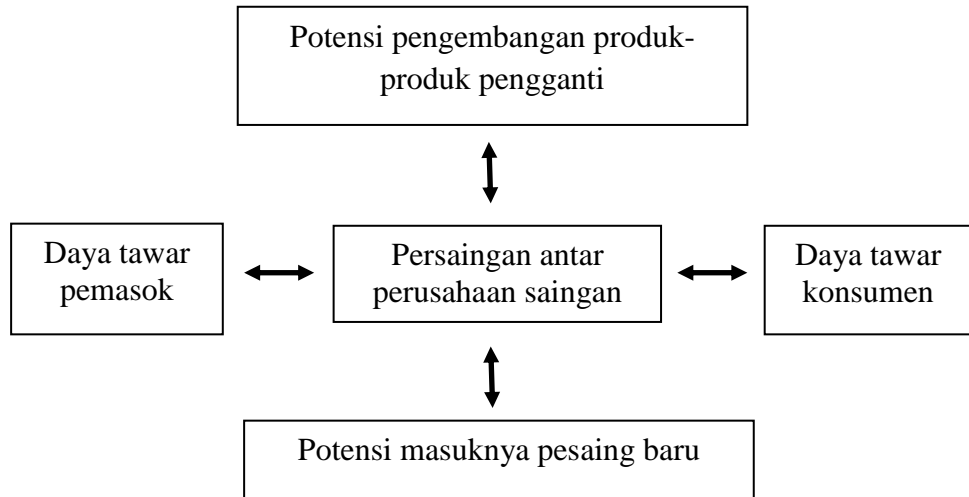 Potensi pengembangan produk-
produk pengganti
Daya tawar
pemasok
Persaingan antar
perusahaan saingan
Daya tawar
konsumen
Potensi masuknya pesaing baru